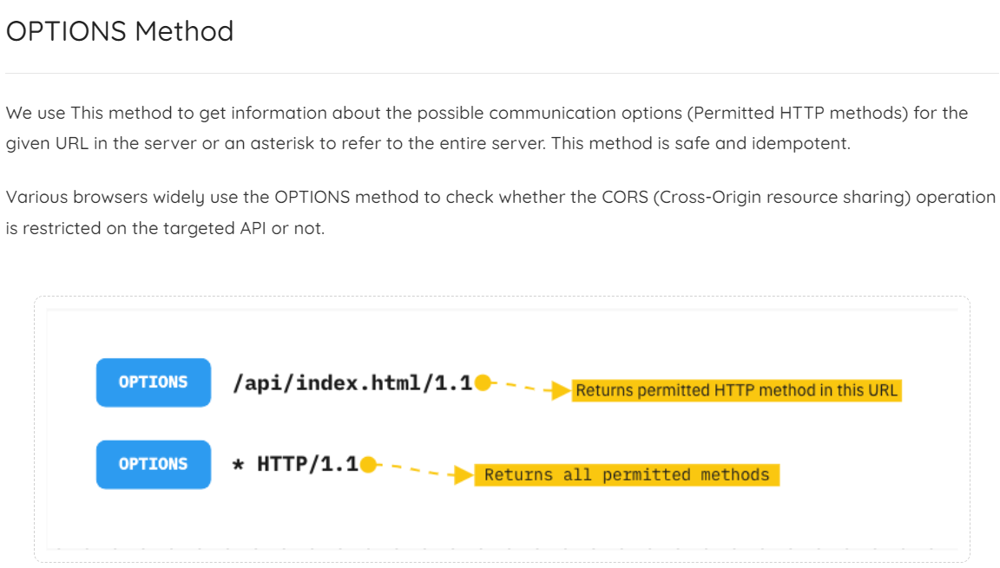 OPTIONS Method
We use This method to get information about the possible communication options (Permitted HTTP methods) for the
given URL in the server or an asterisk to refer to the entire server. This method is safe and idempotent.
Various browsers widely use the OPTIONS method to check whether the CORS (Cross-Origin resource sharing) operation
is restricted on the targeted API or not.
OPTIONS /api/index.html/1.1 Returns permitted HTTP method in this URL
OPTIONS * HTTP/1.1 Returns all permitted methods